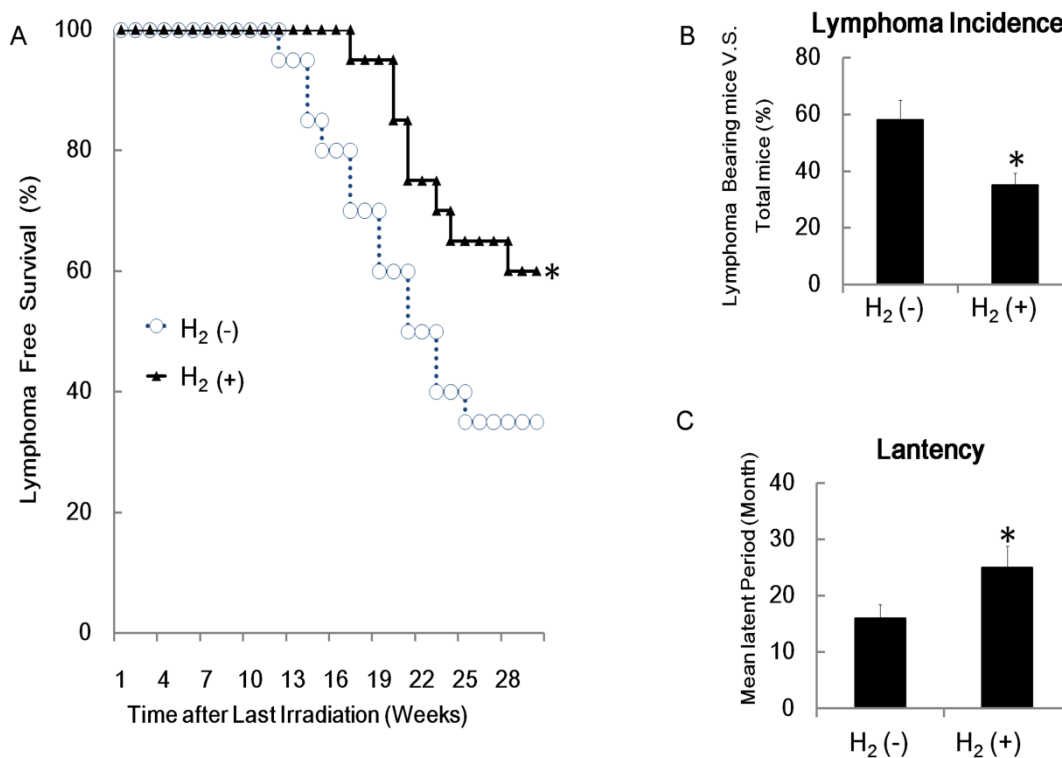 A
100
80
60
40
20
0
Lymphoma Free Survival (%)
H₂ (-)
H₂ (+)
*
1 4 7 10 13 16 19 22 25 28
Time after Last Irradiation (Weeks)
B
Lymphoma Incidence
Lymphoma Bearing mice V.S.
Total mice (%)
80
60
40
20
0
*
H₂ (-) H₂ (+)
C
Lantency
Mean latent Period (Month)
40
30
20
10
0
*
H₂ (-) H₂ (+)